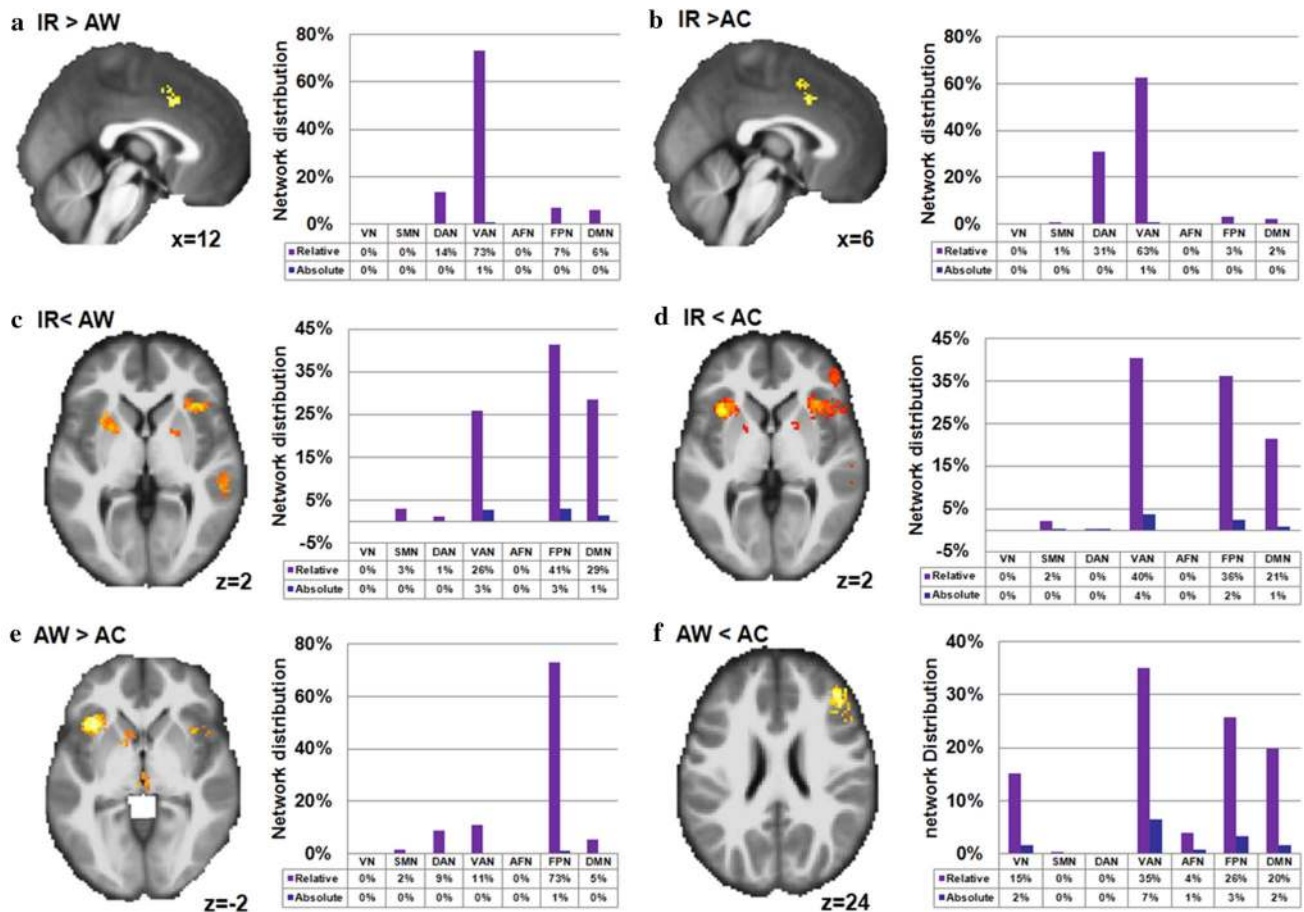 a IR > AW
Network distribution
80%
60%
40%
20%
0%
VN SMN DAN VAN AFN FPN DMN
Relative 0% 0% 14% 73% 0% 7% 6%
Absolute 0% 0% 0% 1% 0% 0% 0%
x=12
b IR >AC
Network distribution
80%
60%
40%
20%
0%
VN SMN DAN VAN AFN FPN DMN
Relative 0% 1% 31% 63% 0% 3% 2%
Absolute 0% 0% 0% 1% 0% 0% 0%
x=6
c IR< AW
Network distribution
45%
35%
25%
15%
5%
-5%
VN SMN DAN VAN AFN FPN DMN
Relative 0% 3% 1% 26% 0% 41% 29%
Absolute 0% 0% 0% 3% 0% 3% 1%
z=2
d IR < AC
Network distribution
45%
35%
25%
15%
5%
-5%
VN SMN DAN VAN AFN FPN DMN
Relative 0% 2% 0% 40% 0% 36% 21%
Absolute 0% 0% 0% 4% 0% 2% 1%
z=2
e AW > AC
Network distribution
80%
60%
40%
20%
0%
VN SMN DAN VAN AFN FPN DMN
Relative 0% 2% 9% 11% 0% 73% 5%
Absolute 0% 0% 0% 0% 0% 1% 0%
z=-2
f AW < AC
network Distribution
40%
30%
20%
10%
0%
VN SMN DAN VAN AFN FPN DMN
Relative 15% 0% 0% 35% 4% 26% 20%
Absolute 2% 0% 0% 7% 1% 3% 2%
z=24